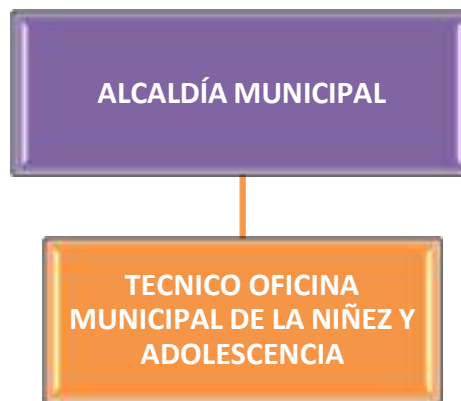 ALCALDÍA MUNICIPAL
TECNICO OFICINA
MUNICIPAL DE LA NIÑEZ Y
ADOLESCENCIA